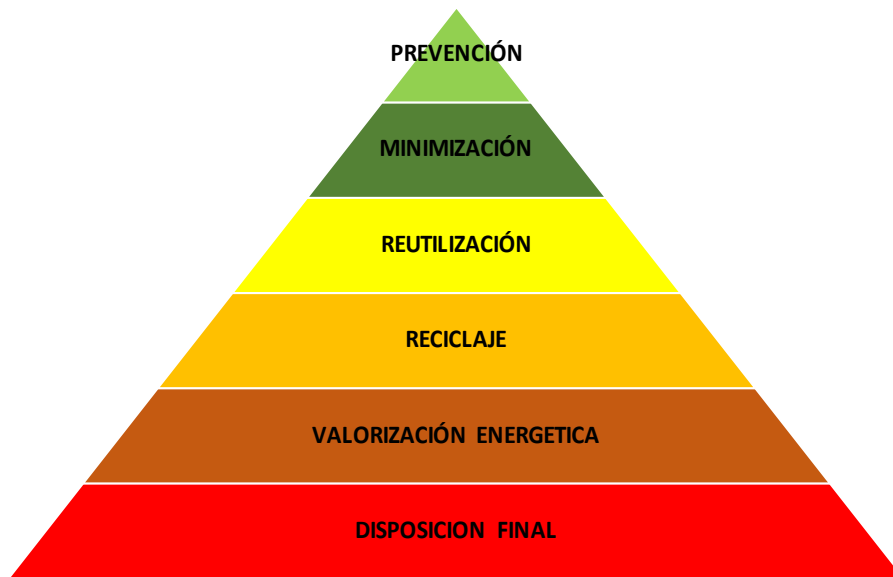 PREVENCIÓN
MINIMIZACIÓN
REUTILIZACIÓN
RECICLAJE
VALORIZACIÓN ENERGETICA
DISPOSICION FINAL